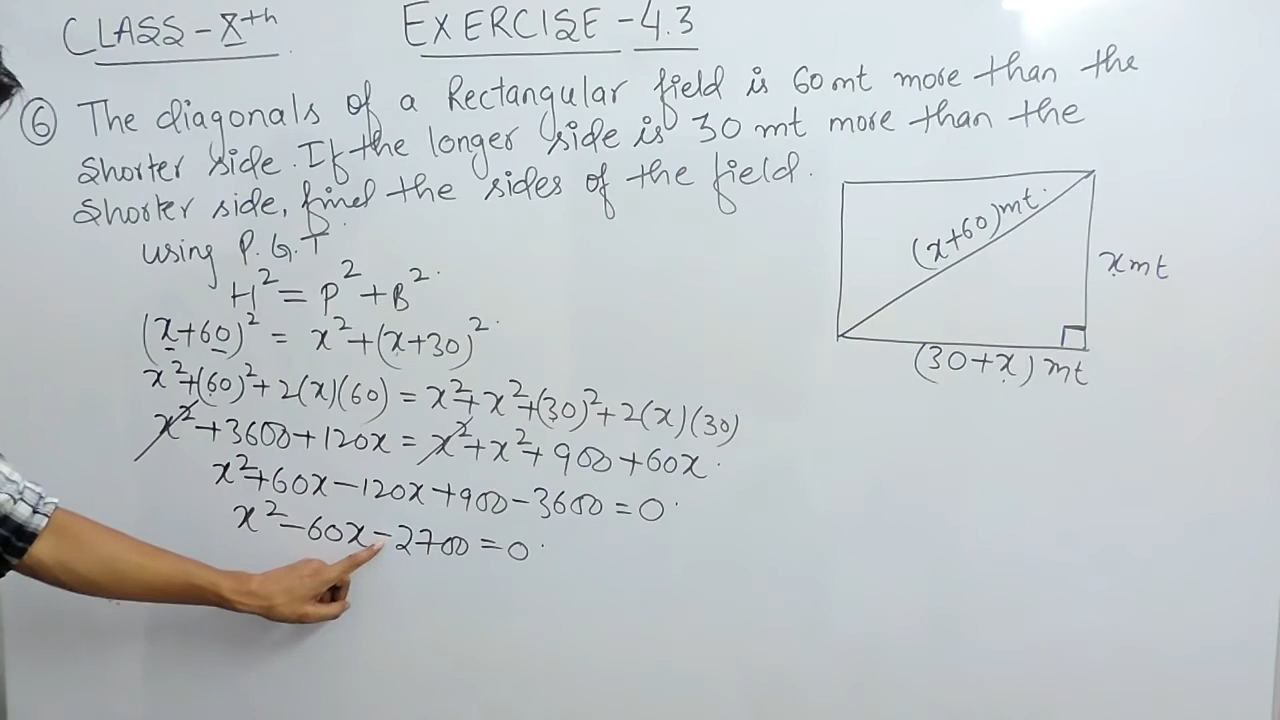 CLASS-Xth EXERCISE-4.3
⑥ The diagonals of a Rectangular field is 60mt more than the
shorter side. If the longer side is 30 mt more than the
shorter side, find the sides of the field.
using P.G.T
H² = P² + B²
(x+60)² = x² + (x+30)²
x²+(60)²+2(x)(60) = x²+x²+(30)²+2(x)(30)
x²+3600+120x = x²+x²+900+60x
x²+60x-120x+900-3600=0
x²-60x-2700=0
(x+60)mt.
x mt
(30+x) mt